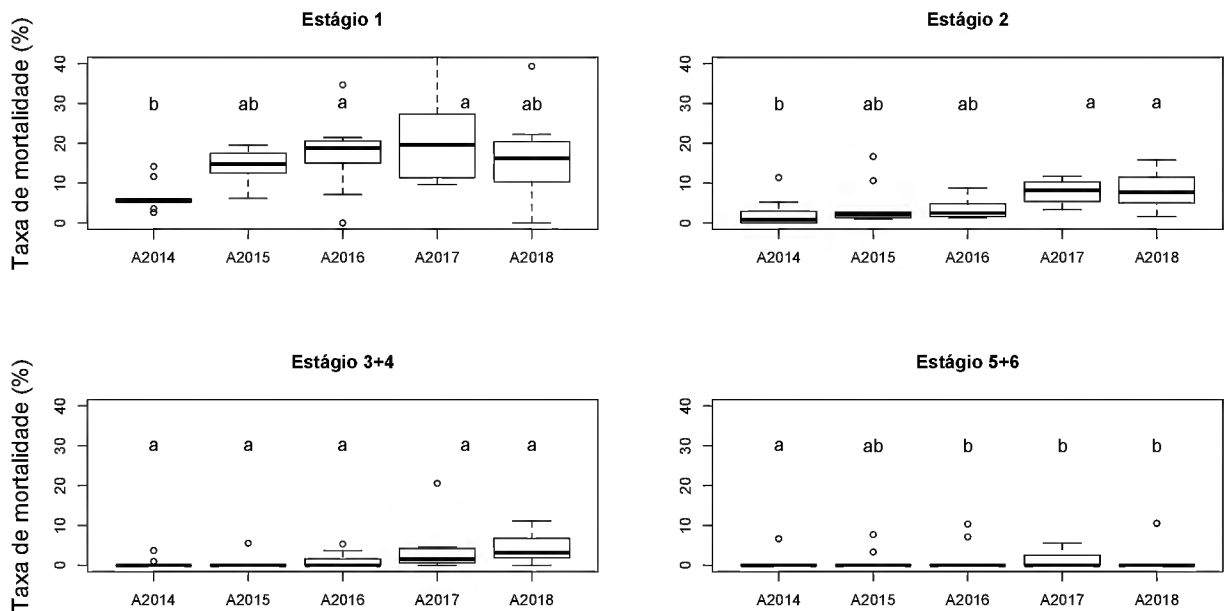 Estágio 1
Taxa de mortalidade (%)
40
30
20
10
0
b ab a a ab
A2014 A2015 A2016 A2017 A2018
Estágio 2
40
30
20
10
0
b ab ab a a
A2014 A2015 A2016 A2017 A2018
Estágio 3+4
Taxa de mortalidade (%)
40
30
20
10
0
a a a a a
A2014 A2015 A2016 A2017 A2018
Estágio 5+6
40
30
20
10
0
a ab b b b
A2014 A2015 A2016 A2017 A2018